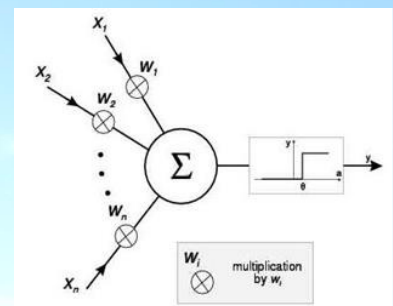 X1
X2
W1
W2
Σ
y
θ
a
y
Wn
Xn
Wi
multiplication
by wi